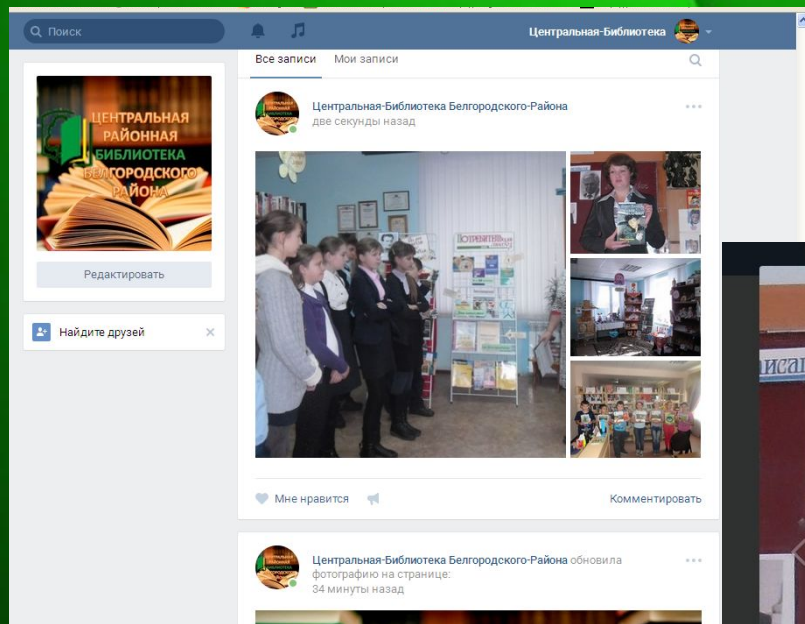 Поиск
Центральная-Библиотека
ЦЕНТРАЛЬНАЯ
РАЙОННАЯ
БИБЛИОТЕКА
БЕЛГОРОДСКОГО
РАЙОНА
Редактировать
Найдите друзей
Все записи Мои записи
Центральная-Библиотека Белгородского-Района
две секунды назад
Мне нравится
Комментировать
Центральная-Библиотека Белгородского-Района обновила
фотографию на странице:
34 минуты назад